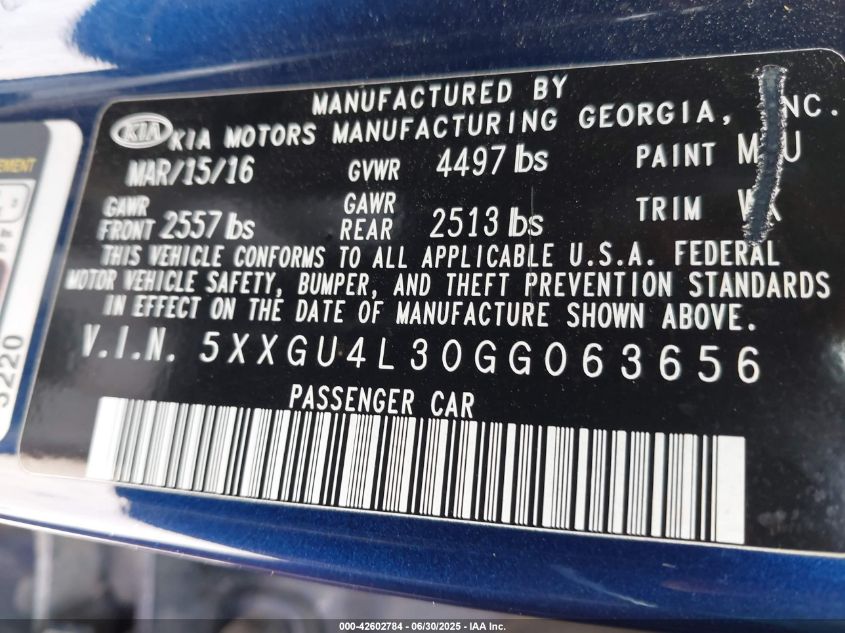 MANUFACTURED BY
KIA KIA MOTORS MANUFACTURING GEORGIA, INC.
MAR/15/16 GVWR 4497 lbs PAINT M U
GAWR FRONT 2557 lbs GAWR REAR 2513 lbs TRIM
THIS VEHICLE CONFORMS TO ALL APPLICABLE U.S.A. FEDERAL
MOTOR VEHICLE SAFETY, BUMPER, AND THEFT PREVENTION STANDARDS
IN EFFECT ON THE DATE OF MANUFACTURE SHOWN ABOVE.
V.I.N. 5XXGU4L30GG063656
PASSENGER CAR
3220
000-42602784 - 06/30/2025 - IAA Inc.